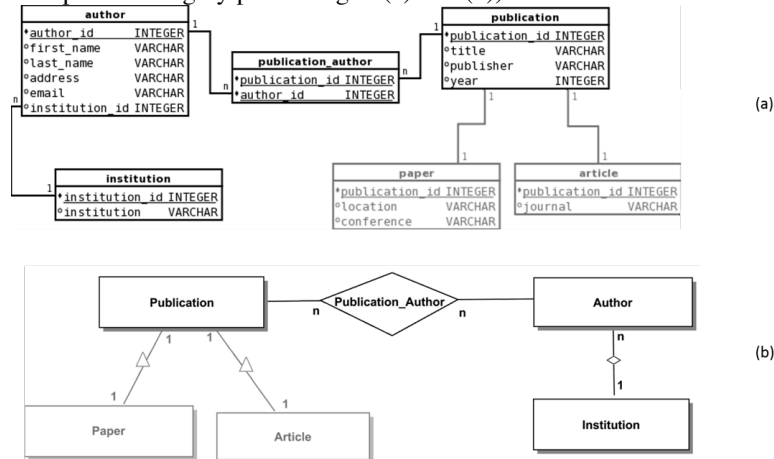 author
author_id INTEGER
first_name VARCHAR
last_name VARCHAR
address VARCHAR
email VARCHAR
institution_id INTEGER
1
n
publication_author
publication_id INTEGER
author_id INTEGER
n
n
1
publication
publication_id INTEGER
title VARCHAR
publisher VARCHAR
year INTEGER
1
1
(a)
1
institution
institution_id INTEGER
institution VARCHAR
1
paper
publication_id INTEGER
location VARCHAR
conference VARCHAR
1
article
publication_id INTEGER
journal VARCHAR
Publication
n
Publication_Author
n
Author
1
1
n
(b)
1
1
1
Paper
Article
Institution